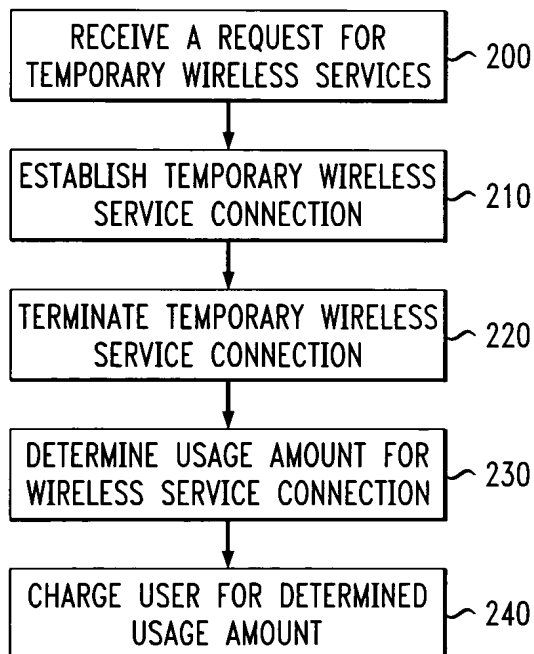 RECEIVE A REQUEST FOR
TEMPORARY WIRELESS SERVICES
200
ESTABLISH TEMPORARY WIRELESS
SERVICE CONNECTION
210
TERMINATE TEMPORARY WIRELESS
SERVICE CONNECTION
220
DETERMINE USAGE AMOUNT FOR
WIRELESS SERVICE CONNECTION
230
CHARGE USER FOR DETERMINED
USAGE AMOUNT
240